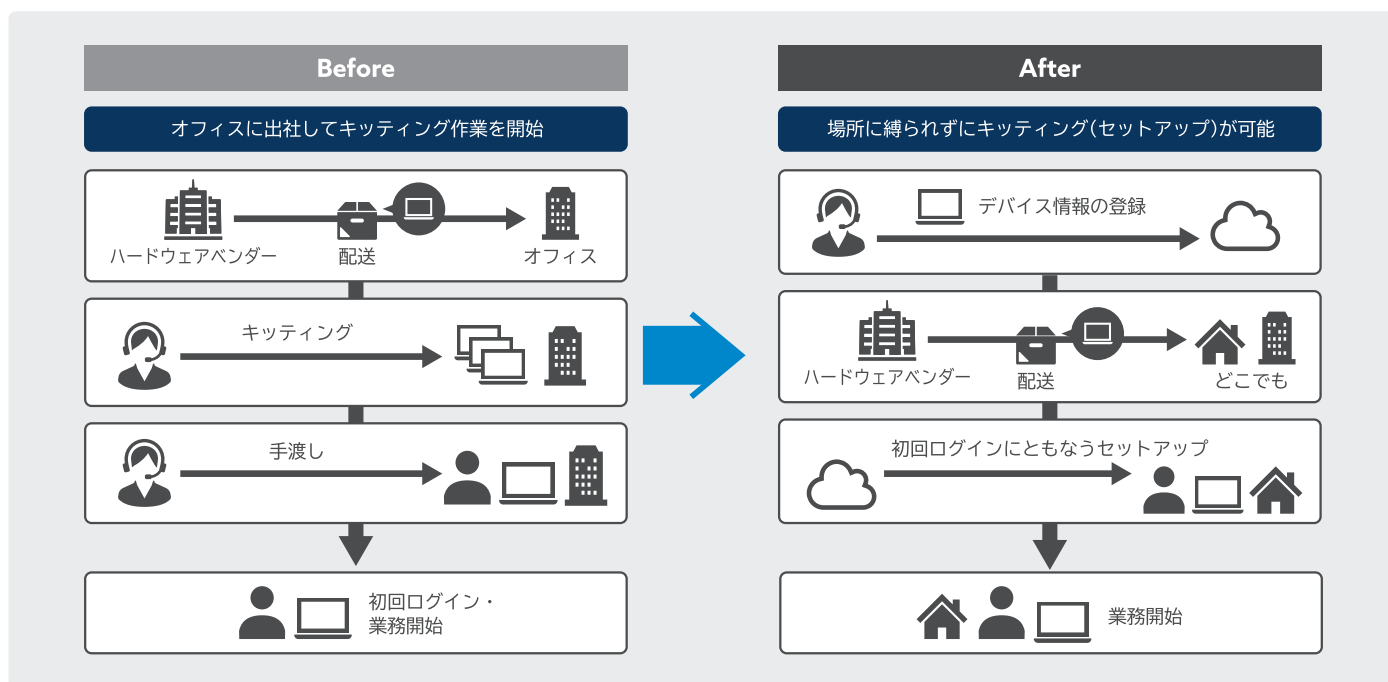 Before
オフィスに出社してキッティング作業を開始
ハードウェアベンダー
配送
オフィス
キッティング
手渡し
初回ログイン・
業務開始
After
場所に縛られずにキッティング(セットアップ)が可能
デバイス情報の登録
ハードウェアベンダー
配送
どこでも
初回ログインにともなうセットアップ
業務開始